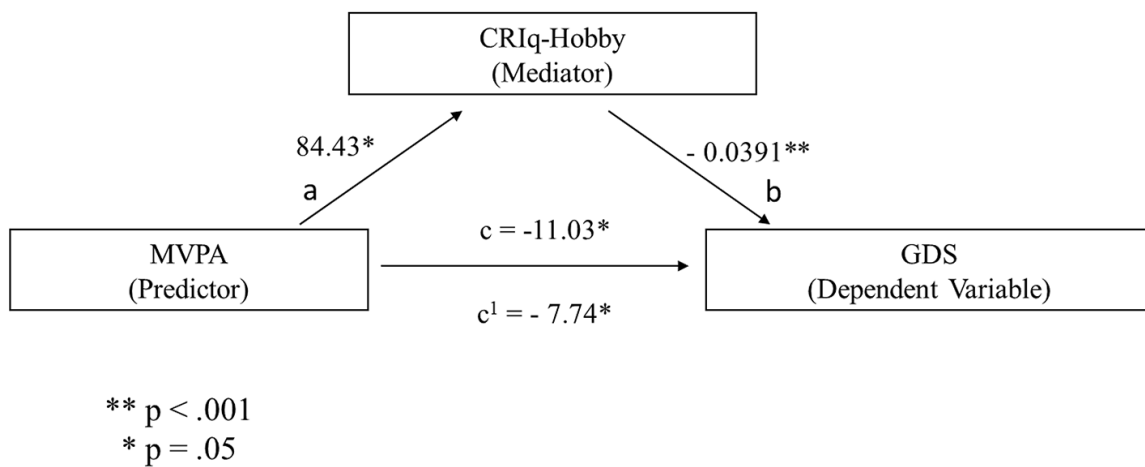 CRIq-Hobby
(Mediator)
84.43*
- 0.0391**
a
b
MVPA
(Predictor)
c = -11.03*
c¹ = - 7.74*
GDS
(Dependent Variable)
** p < .001
* p = .05